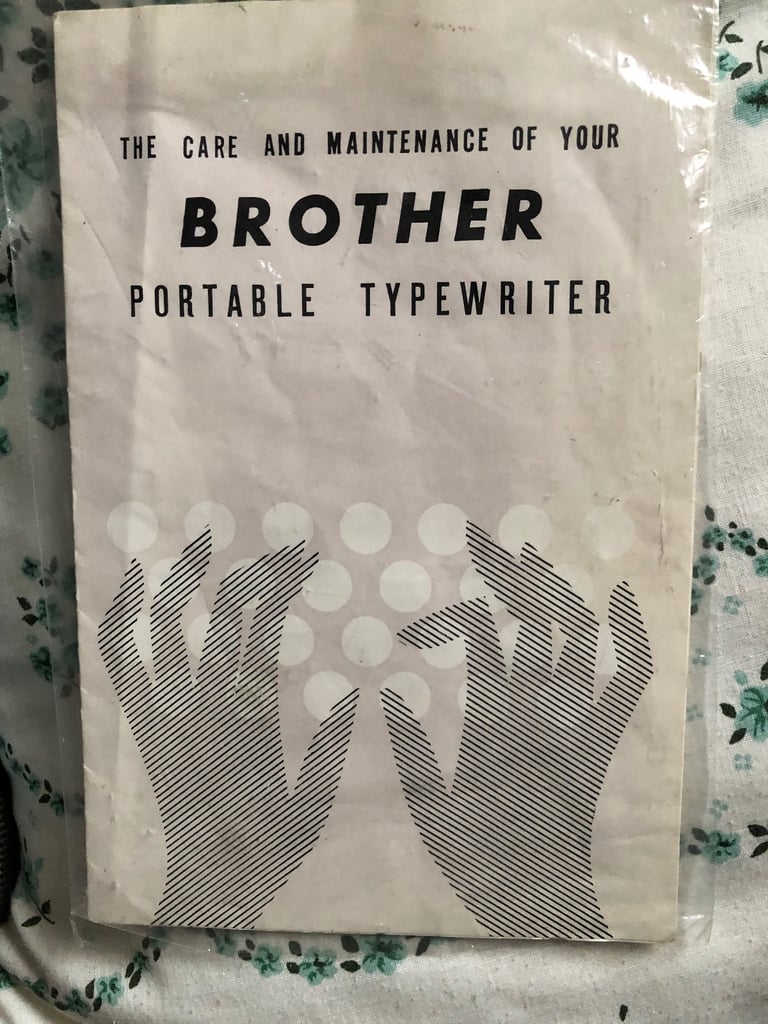 THE CARE AND MAINTENANCE OF YOUR
BROTHER
PORTABLE TYPEWRITER